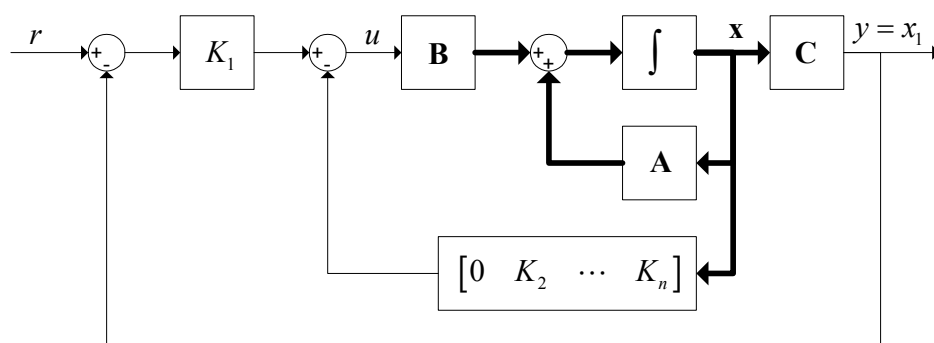 r + - K₁ + - u B + + ∫ x C y = x₁
A
[0 K₂ ⋯ Kₙ]